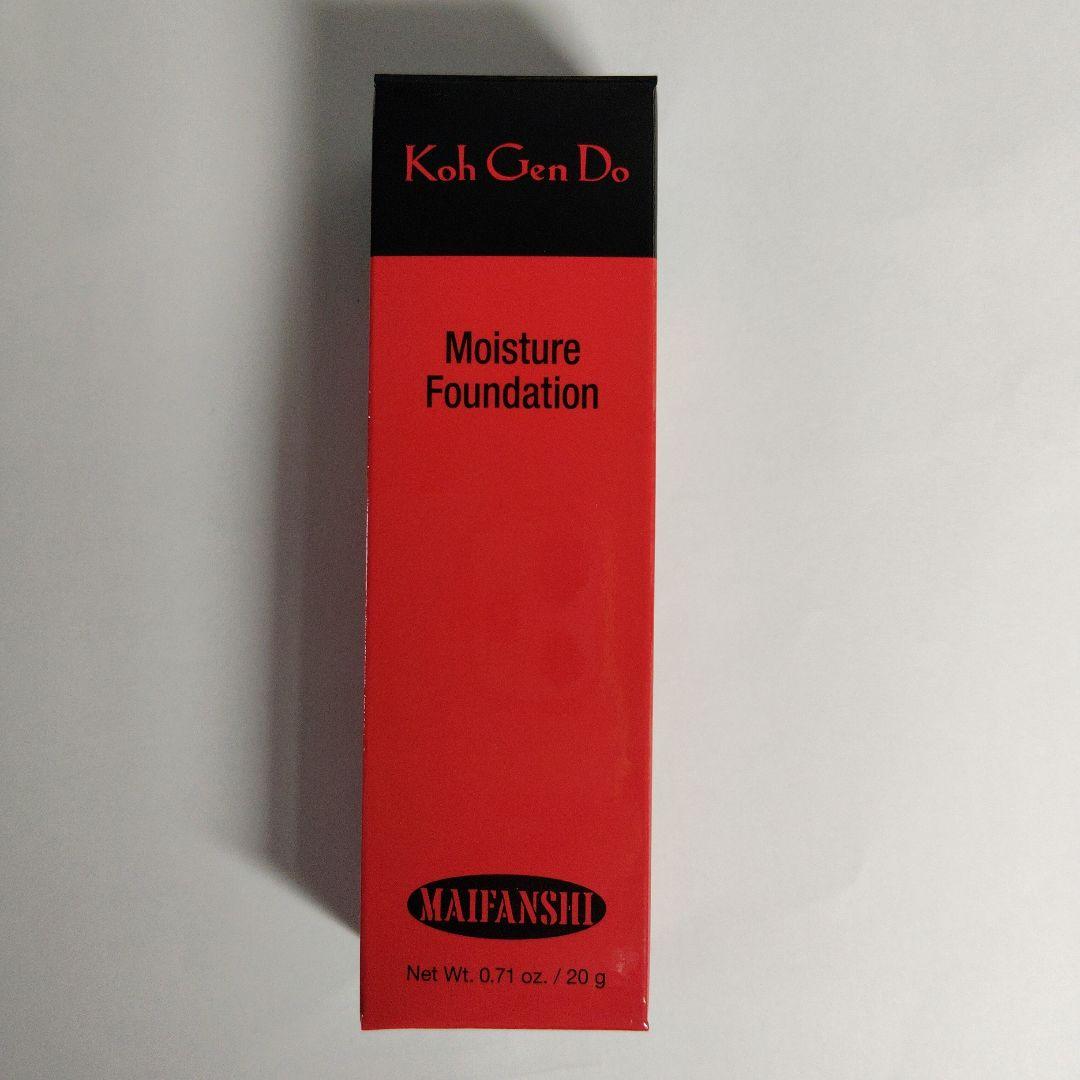 Koh Gen Do
Moisture
Foundation
MAIFANSHI
Net Wt. 0.71 oz. / 20 g